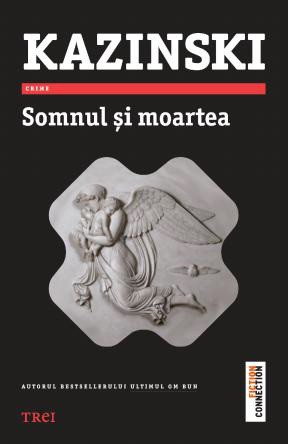 KAZINSKI
CRIME
Somnul și moartea
AUTORUL BESTSELLERULUI ULTIMUL OM BUN
FICTION
CONNECTION
TREI